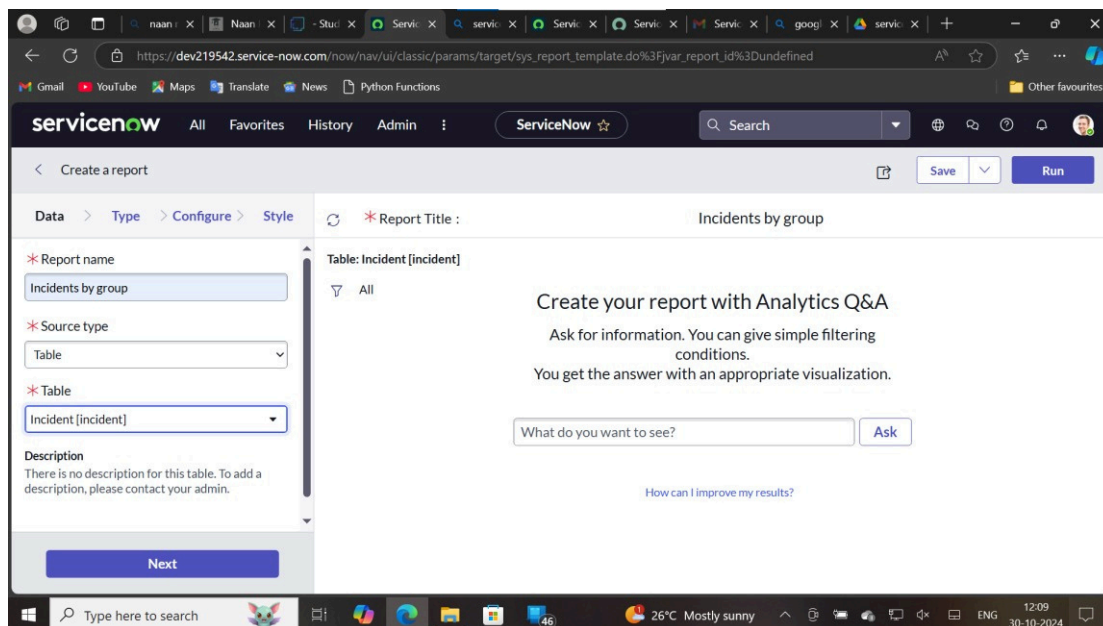 naan r
Naan
- Stud
Servic
servic
Servic
Servic
Servic
googl
servic
https://dev219542.service-now.com/now/nav/ui/classic/params/target/sys_report_template.do%3Fjvar_report_id%3Dundefined
Gmail YouTube Maps Translate News Python Functions Other favourites
servicenow All Favorites History Admin ServiceNow Search
Create a report Save Run
Data > Type > Configure > Style
* Report Title : Incidents by group
* Report name
Incidents by group
* Source type
Table
* Table
Incident [incident]
Description
There is no description for this table. To add a
description, please contact your admin.
Next
Table: Incident [incident]
All
Create your report with Analytics Q&A
Ask for information. You can give simple filtering
conditions.
You get the answer with an appropriate visualization.
What do you want to see? Ask
How can I improve my results?
Type here to search 46 26°C Mostly sunny ENG 12:09
30-10-2024